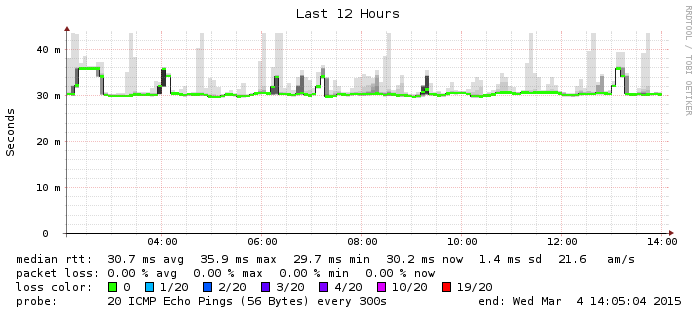 Last 12 Hours
RRDTOOL / TOBI OETIKER
Seconds
40 m
30 m
20 m
10 m
0
04:00 06:00 08:00 10:00 12:00 14:00
median rtt: 30.7 ms avg 35.9 ms max 29.7 ms min 30.2 ms now 1.4 ms sd 21.6 am/s
packet loss: 0.00 % avg 0.00 % max 0.00 % min 0.00 % now
loss color: 0 1/20 2/20 3/20 4/20 10/20 19/20
probe: 20 ICMP Echo Pings (56 Bytes) every 300s end: Wed Mar 4 14:05:04 2015